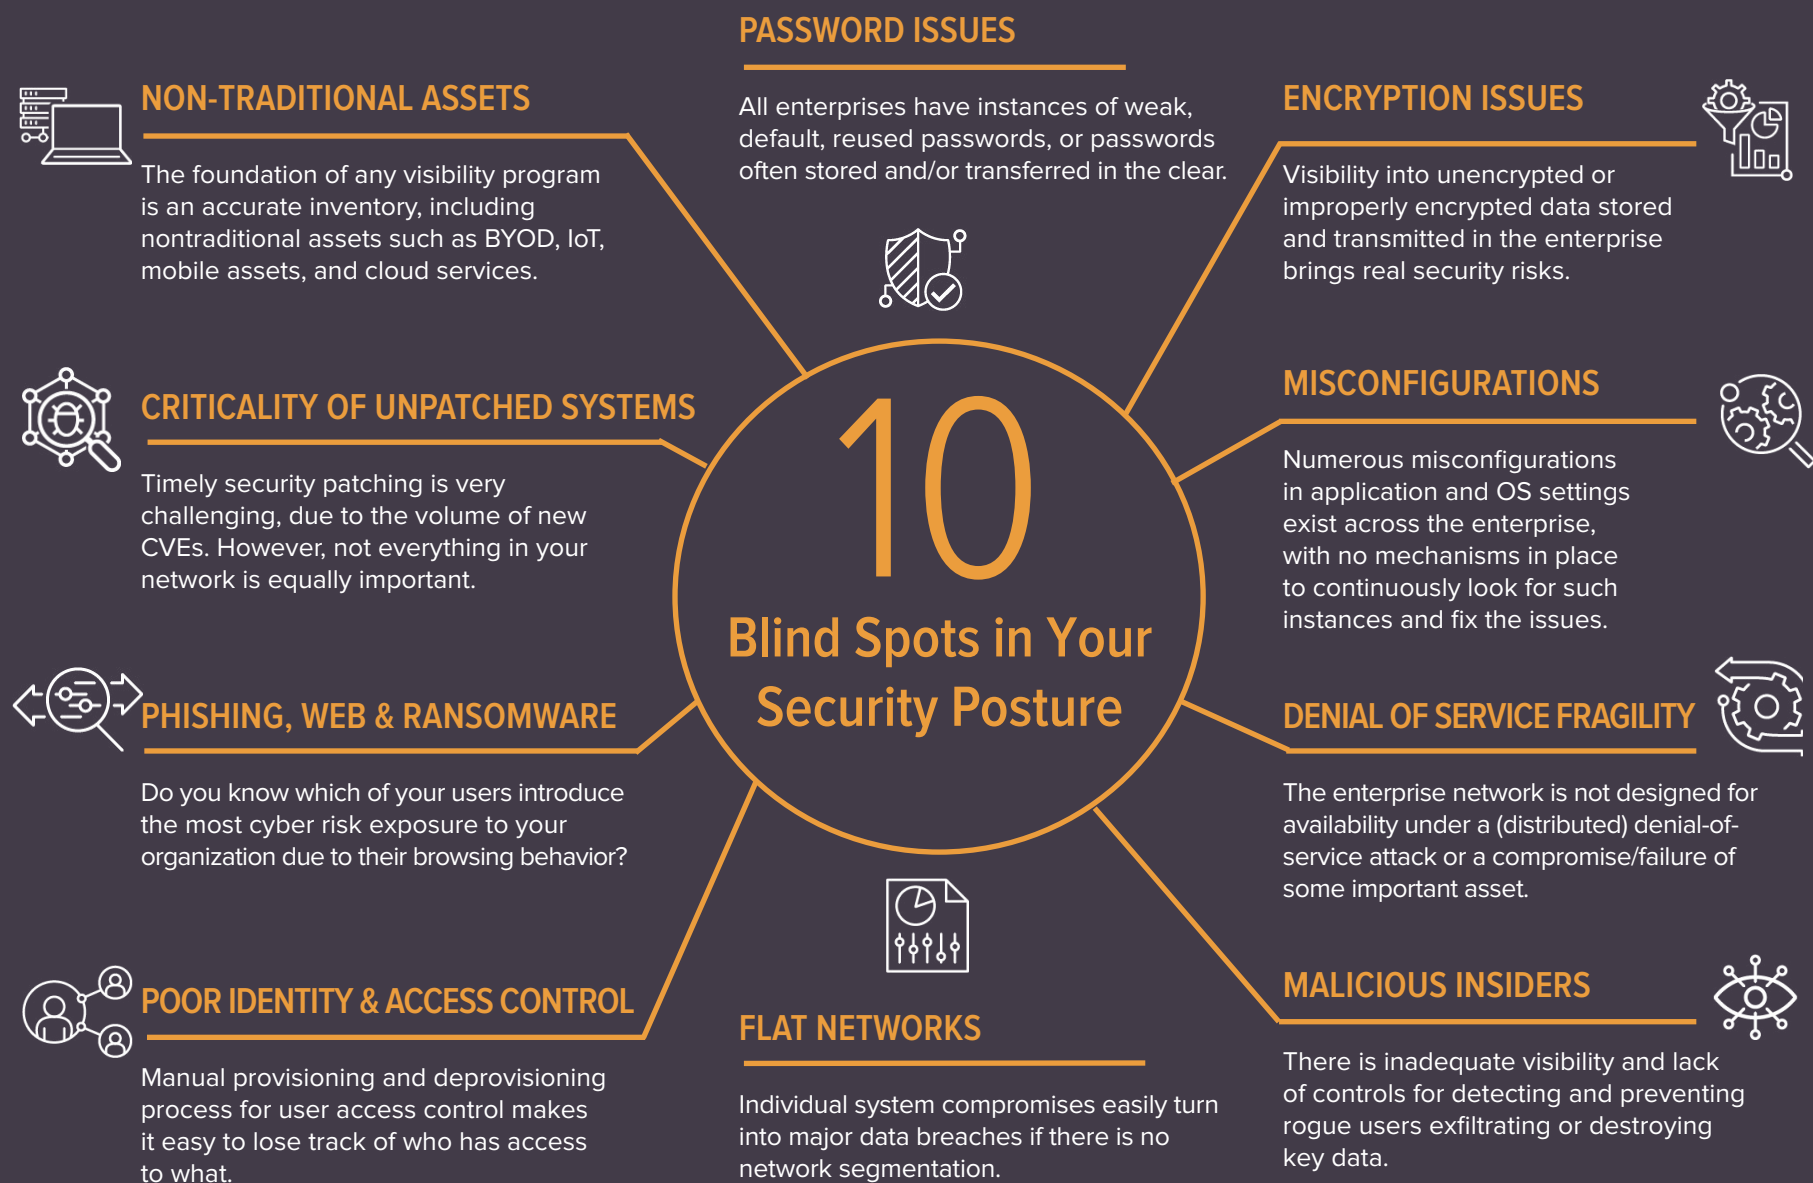 PASSWORD ISSUES
All enterprises have instances of weak,
default, reused passwords, or passwords
often stored and/or transferred in the clear.
NON-TRADITIONAL ASSETS
The foundation of any visibility program
is an accurate inventory, including
nontraditional assets such as BYOD, IoT,
mobile assets, and cloud services.
ENCRYPTION ISSUES
Visibility into unencrypted or
improperly encrypted data stored
and transmitted in the enterprise
brings real security risks.
CRITICALITY OF UNPATCHED SYSTEMS
Timely security patching is very
challenging, due to the volume of new
CVEs. However, not everything in your
network is equally important.
10
Blind Spots in Your
Security Posture
MISCONFIGURATIONS
Numerous misconfigurations
in application and OS settings
exist across the enterprise,
with no mechanisms in place
to continuously look for such
instances and fix the issues.
PHISHING, WEB & RANSOMWARE
Do you know which of your users introduce
the most cyber risk exposure to your
organization due to their browsing behavior?
DENIAL OF SERVICE FRAGILITY
The enterprise network is not designed for
availability under a (distributed) denial-of-
service attack or a compromise/failure of
some important asset.
POOR IDENTITY & ACCESS CONTROL
Manual provisioning and deprovisioning
process for user access control makes
it easy to lose track of who has access
to what.
FLAT NETWORKS
Individual system compromises easily turn
into major data breaches if there is no
network segmentation.
MALICIOUS INSIDERS
There is inadequate visibility and lack
of controls for detecting and preventing
rogue users exfiltrating or destroying
key data.